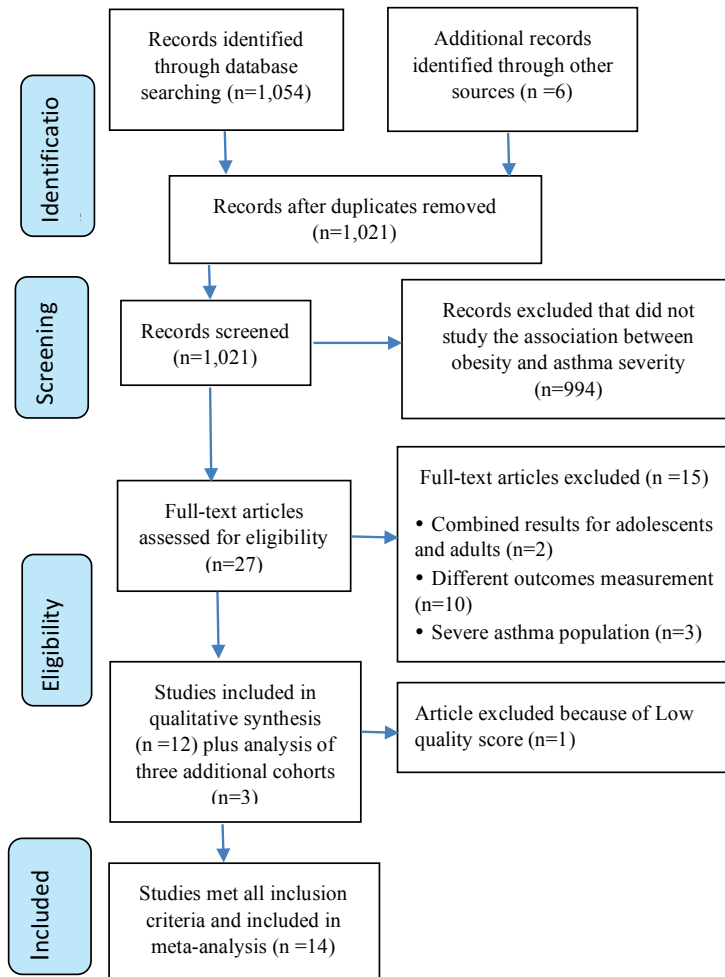 Records identified
through database
searching (n=1,054)
Additional records
identified through other
sources (n =6)
Identificatio
Records after duplicates removed
(n=1,021)
Screening
Records screened
(n=1,021)
Records excluded that did not
study the association between
obesity and asthma severity
(n=994)
Eligibility
Full-text articles
assessed for eligibility
(n=27)
Full-text articles excluded (n =15)
• Combined results for adolescents
and adults (n=2)
• Different outcomes measurement
(n=10)
• Severe asthma population (n=3)
Studies included in
qualitative synthesis
(n =12) plus analysis of
three additional cohorts
(n=3)
Article excluded because of Low
quality score (n=1)
Included
Studies met all inclusion
criteria and included in
meta-analysis (n =14)